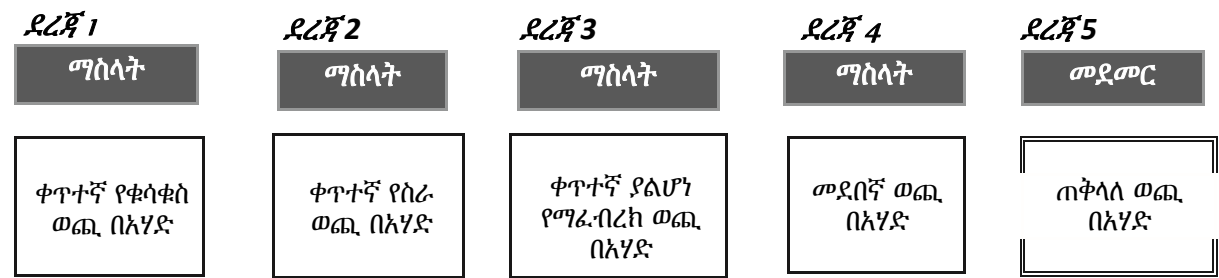 ደረጃ 1
ደረጃ 2
ደረጃ 3
ደረጃ 4
ደረጃ 5
ማስላት
ማስላት
ማስላት
ማስላት
መደመር
ቀጥተኛ የቁሳቁስ
ወጪ በአሃድ
ቀጥተኛ የስራ
ወጪ በአሃድ
ቀጥተኛ ያልሆነ
የማፈብረክ ወጪ
በአሃድ
መደበኛ ወጪ
በአሃድ
ጠቅላለ ወጪ
በአሃድ